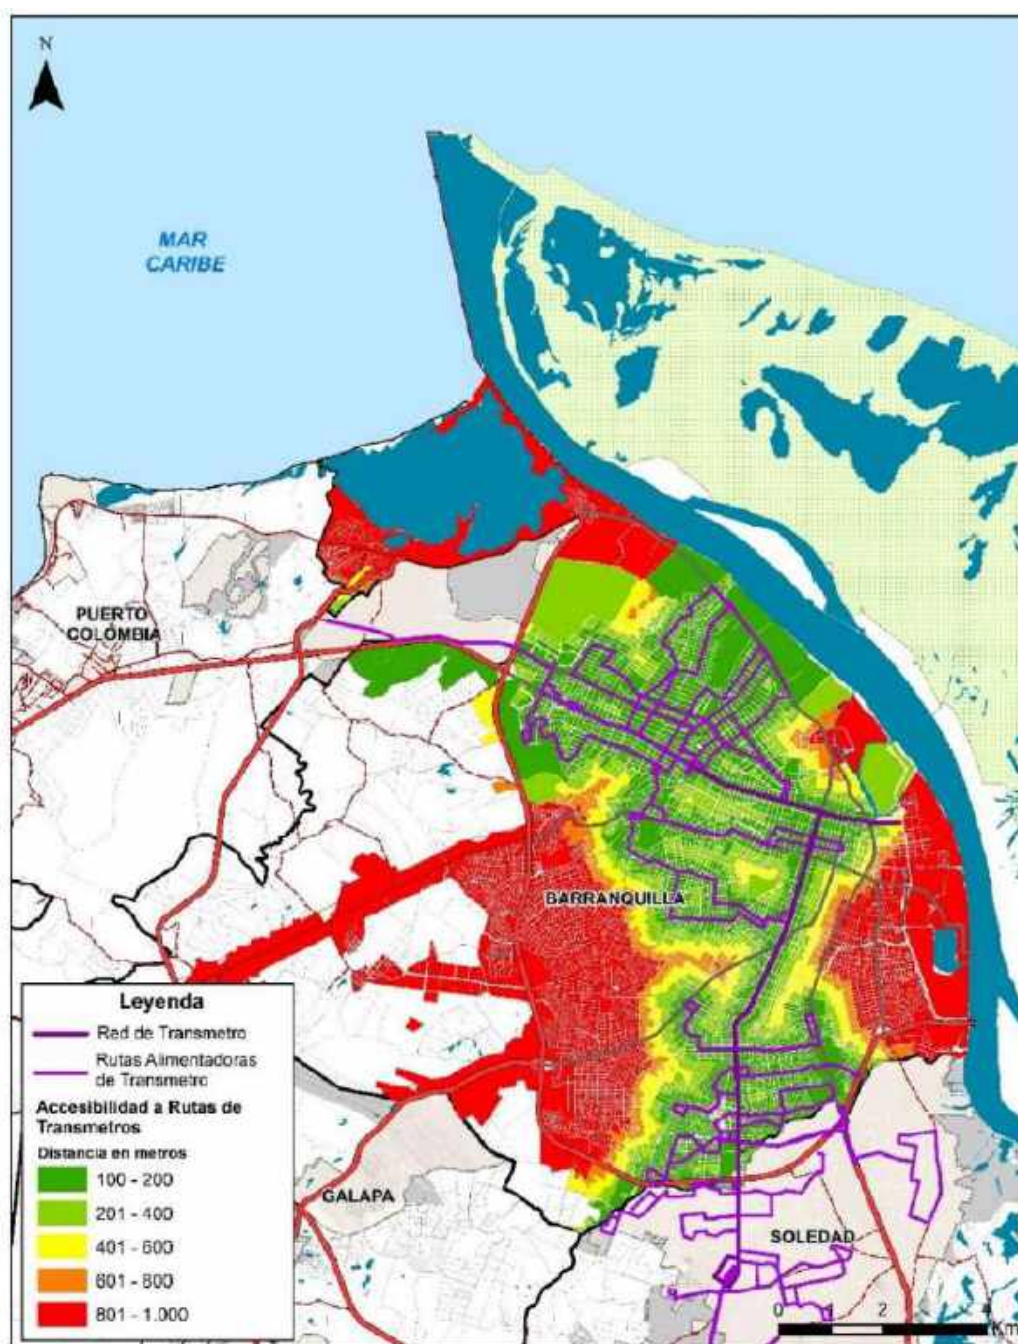 N
MAR
CARIBE
PUERTO
COLOMBIA
BARRANQUILLA
Leyenda
Red de Transmetro
Rutas Alimentadoras
de Transmetro
Accesibilidad a Rutas de
Transmetros
Distancia en metros
100 - 200
201 - 400
401 - 600
601 - 800
801 - 1.000
GALAPA
SOLEDAD
0 1 2 4
Km